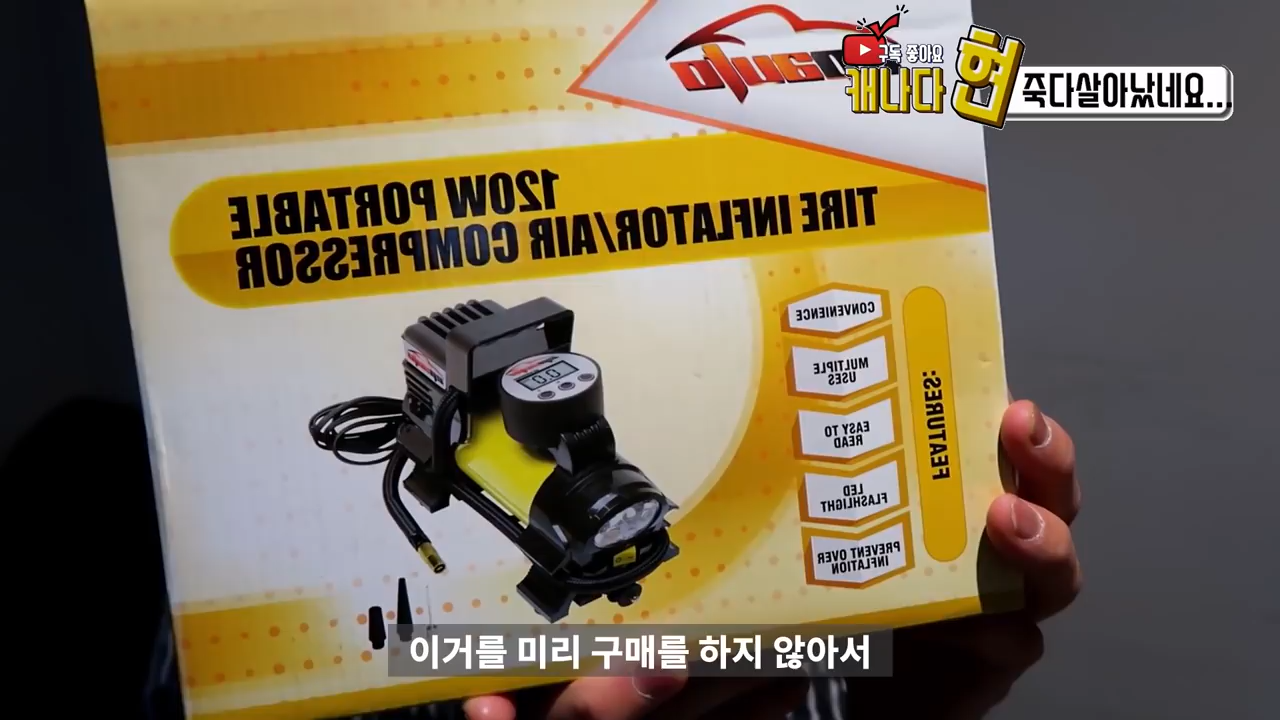 구독 좋아요
캐나다 현 죽다살아났네요...
120W PORTABLE
TIRE INFLATOR/AIR COMPRESSOR
0.0
FEATURES:
CONVENIENCE
MULTIPLE
USES
EASY TO
READ
LED
FLASHLIGHT
PREVENT OVER
INFLATION
이거를 미리 구매를 하지 않아서